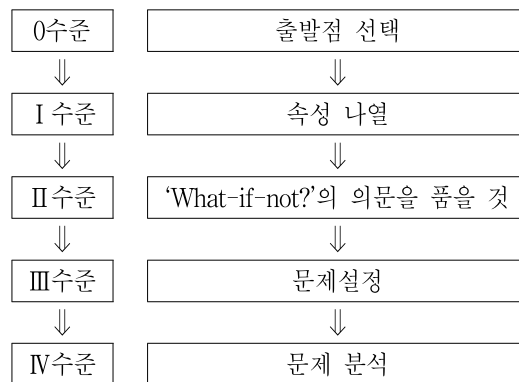 0수준 출발점 선택
Ⅰ수준 속성 나열
Ⅱ수준 ‘What-if-not?’의 의문을 품을 것
Ⅲ수준 문제설정
Ⅳ수준 문제 분석